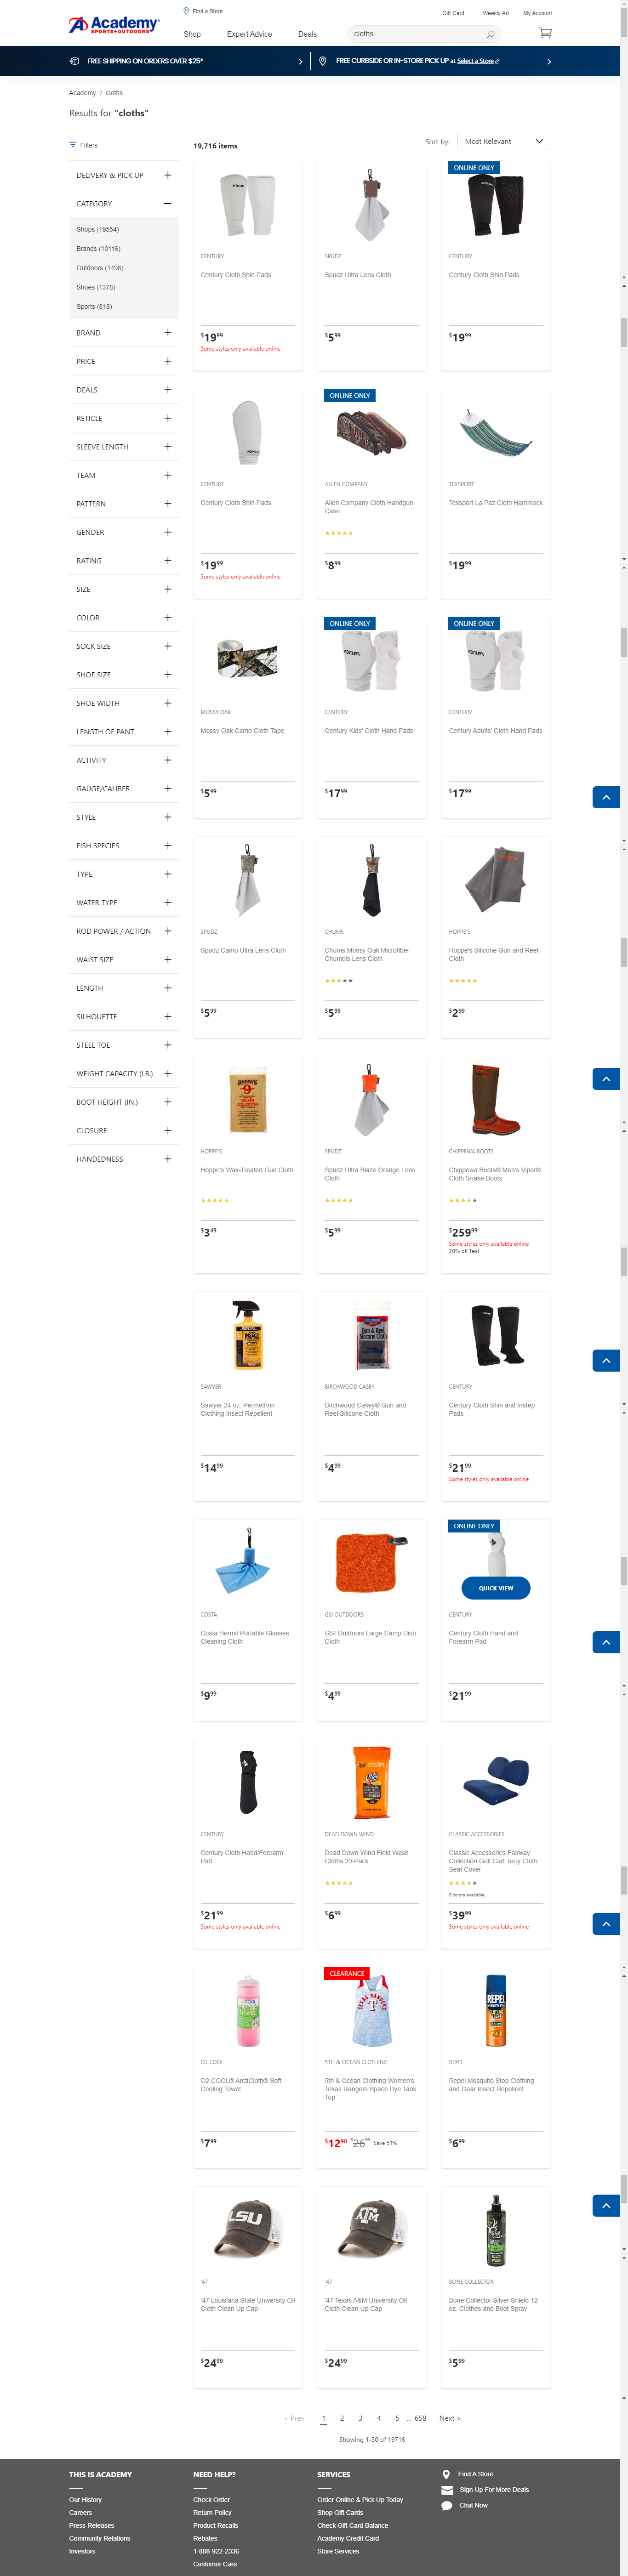 Find a Store
Gift Card
Weekly Ad
My Account
Academy
SPORTS+OUTDOORS
Shop
Expert Advice
Deals
cloths
FREE SHIPPING ON ORDERS OVER $25*
FREE CURBSIDE OR IN-STORE PICK UP at Select a Store
Academy / cloths
Results for "cloths"
Filters
19,716 items
Sort by: Most Relevant
DELIVERY & PICK UP
CATEGORY
Shops (19554)
Brands (10116)
Outdoors (1498)
Shoes (1378)
Sports (818)
BRAND
PRICE
DEALS
RETICLE
SLEEVE LENGTH
TEAM
PATTERN
GENDER
RATING
SIZE
COLOR
SOCK SIZE
SHOE SIZE
SHOE WIDTH
LENGTH OF PANT
ACTIVITY
GAUGE/CALIBER
STYLE
FISH SPECIES
TYPE
WATER TYPE
ROD POWER / ACTION
WAIST SIZE
LENGTH
SILHOUETTE
STEEL TOE
WEIGHT CAPACITY (LB.)
BOOT HEIGHT (IN.)
CLOSURE
HANDEDNESS
CENTURY
Century Cloth Shin Pads
$19.99
Some styles only available online
SPUDZ
Spudz Ultra Lens Cloth
$5.99
ONLINE ONLY
CENTURY
Century Cloth Shin Pads
$19.99
CENTURY
Century Cloth Shin Pads
$19.99
Some styles only available online
ONLINE ONLY
ALLEN COMPANY
Allen Company Cloth Handgun
Case
$8.99
TEXSPORT
Texsport La Paz Cloth Hammock
$19.99
MOSSY OAK
Mossy Oak Camo Cloth Tape
$5.99
ONLINE ONLY
CENTURY
Century Kids' Cloth Hand Pads
$17.99
ONLINE ONLY
CENTURY
Century Adults' Cloth Hand Pads
$17.99
SPUDZ
Spudz Camo Ultra Lens Cloth
$5.99
CHUMS
Chums Mossy Oak Microfiber
Chumois Lens Cloth
$5.99
HOPPE'S
Hoppe's Silicone Gun and Reel
Cloth
$2.99
HOPPE'S
Hoppe's Wax-Treated Gun Cloth
$3.49
SPUDZ
Spudz Ultra Blaze Orange Lens
Cloth
$5.99
CHIPPEWA BOOTS
Chippewa Boots® Men's Viper®
Cloth Snake Boots
$259.99
Some styles only available online
20% off Test
SAWYER
Sawyer 24 oz. Permethrin
Clothing Insect Repellent
$14.99
Gun & Reel
Silicone Cloth
BIRCHWOOD CASEY
Birchwood Casey® Gun and
Reel Silicone Cloth
$4.99
CENTURY
Century Cloth Shin and Instep
Pads
$21.99
Some styles only available online
COSTA
Costa Hermit Portable Glasses
Cleaning Cloth
$9.99
GSI OUTDOORS
GSI Outdoors Large Camp Dish
Cloth
$4.99
ONLINE ONLY
QUICK VIEW
CENTURY
Century Cloth Hand and
Forearm Pad
$21.99
CENTURY
Century Cloth Hand/Forearm
Pad
$21.99
Some styles only available online
DEAD DOWN WIND
Dead Down Wind Field Wash
Cloths 20-Pack
$6.99
CLASSIC ACCESSORIES
Classic Accessories Fairway
Collection Golf Cart Terry Cloth
Seat Cover
3 colors available
$39.99
Some styles only available online
O2 COOL
O2 COOL® ArctiCloth® Soft
Cooling Towel
$7.99
CLEARANCE
TEXAS RANGERS
T
5TH & OCEAN CLOTHING
5th & Ocean Clothing Women's
Texas Rangers Space Dye Tank
Top
$12.98 $26.99 Save 51%
REPEL
REPEL
Repel Mosquito Stop Clothing
and Gear Insect Repellent
$6.99
LSU
'47
'47 Louisiana State University Oil
Cloth Clean Up Cap
$24.99
ATM
'47
'47 Texas A&M University Oil
Cloth Clean Up Cap
$24.99
BONE COLLECTOR
Bone Collector Silver Shield 12
oz. Clothes and Boot Spray
$5.99
< Prev 1 2 3 4 5 ... 658 Next >
Showing 1-30 of 19716
THIS IS ACADEMY
Our History
Careers
Press Releases
Community Relations
Investors
NEED HELP?
Check Order
Return Policy
Product Recalls
Rebates
1-888-922-2336
Customer Care
SERVICES
Order Online & Pick Up Today
Shop Gift Cards
Check Gift Card Balance
Academy Credit Card
Store Services
Find A Store
Sign Up For More Deals
Chat Now